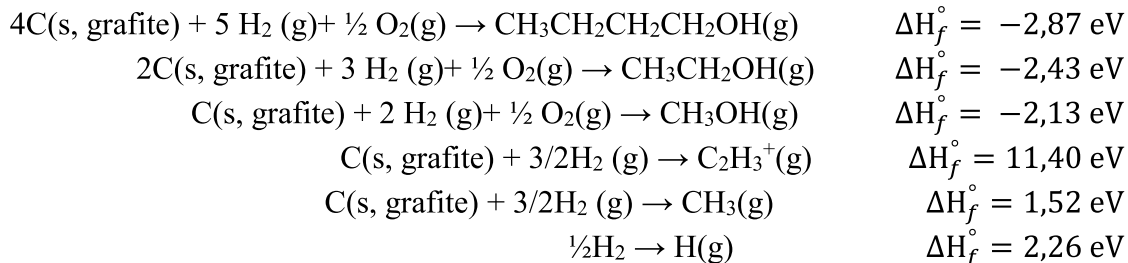 4C(s, grafite) + 5 H₂ (g)+ ½ O₂(g) → CH₃CH₂CH₂CH₂OH(g) ΔH°f = −2,87 eV
2C(s, grafite) + 3 H₂ (g)+ ½ O₂(g) → CH₃CH₂OH(g) ΔH°f = −2,43 eV
C(s, grafite) + 2 H₂ (g)+ ½ O₂(g) → CH₃OH(g) ΔH°f = −2,13 eV
C(s, grafite) + 3/2H₂ (g) → C₂H₃⁺(g) ΔH°f = 11,40 eV
C(s, grafite) + 3/2H₂ (g) → CH₃(g) ΔH°f = 1,52 eV
½H₂ → H(g) ΔH°f = 2,26 eV